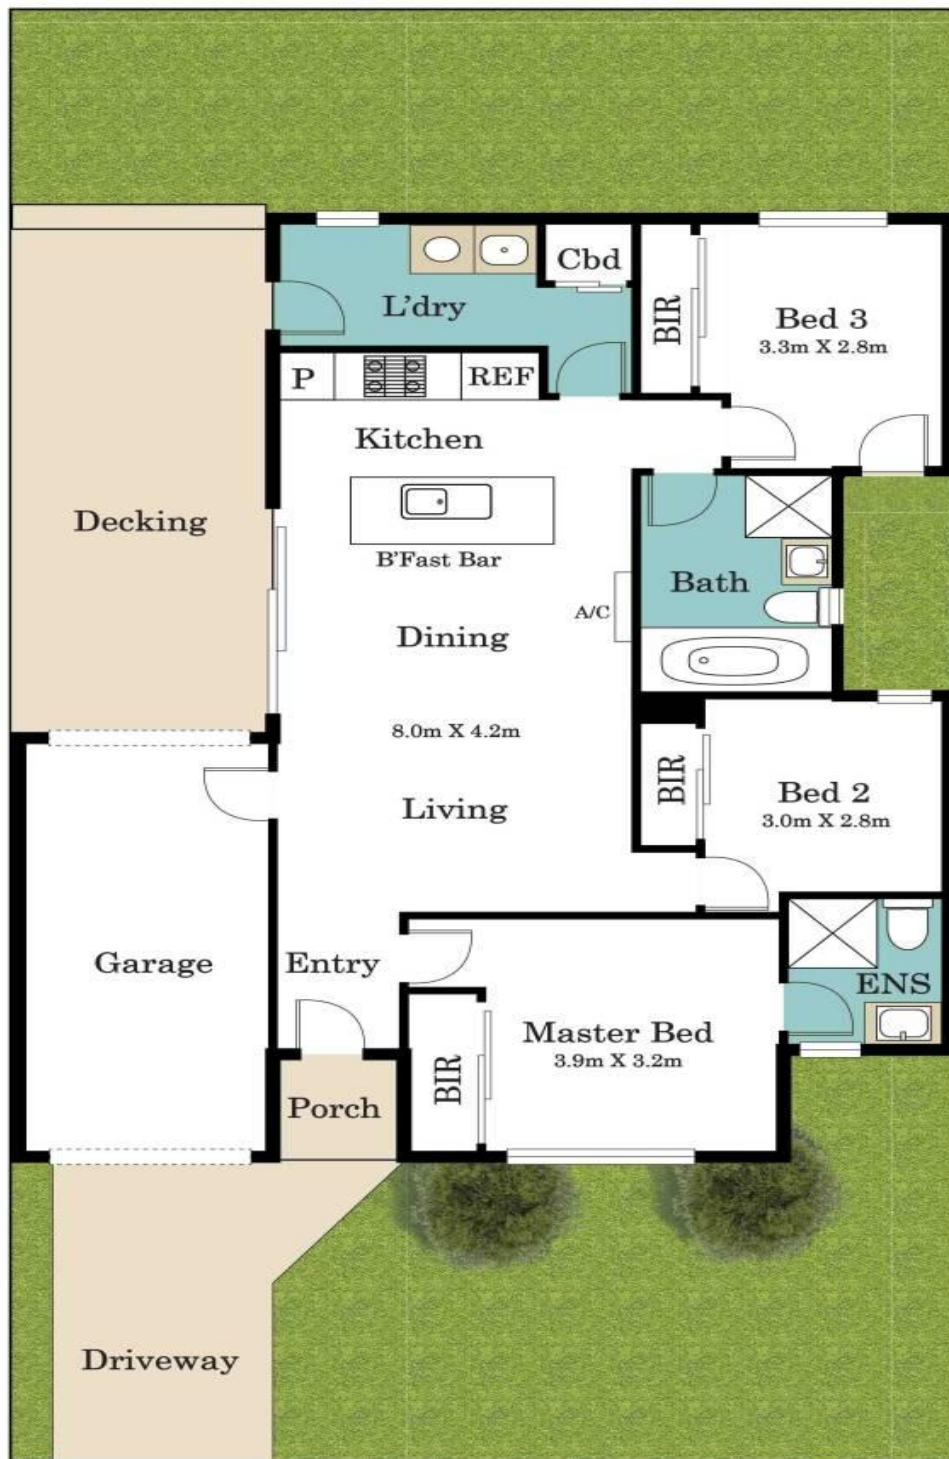 Cbd
L'dry
BIR
Bed 3
3.3m X 2.8m
P
REF
Kitchen
Decking
B'Fast Bar
Bath
A/C
Dining
8.0m X 4.2m
BIR
Bed 2
3.0m X 2.8m
Living
Garage
Entry
ENS
Master Bed
3.9m X 3.2m
BIR
Porch
Driveway